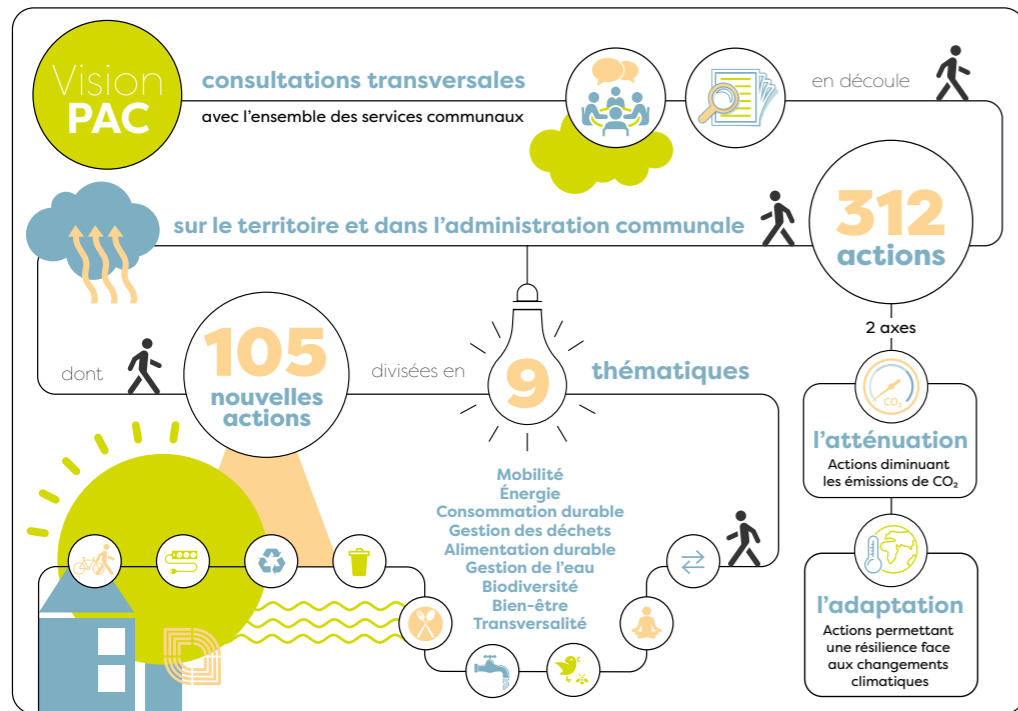 Vision
PAC
consultations transversales
avec l'ensemble des services communaux
en découle
312
actions
sur le territoire et dans l'administration communale
2 axes
CO₂
l'atténuation
Actions diminuant
les émissions de CO₂
l'adaptation
Actions permettant
une résilience face
aux changements
climatiques
dont
105
nouvelles
actions
divisées en
9
thématiques
Mobilité
Énergie
Consommation durable
Gestion des déchets
Alimentation durable
Gestion de l'eau
Biodiversité
Bien-être
Transversalité